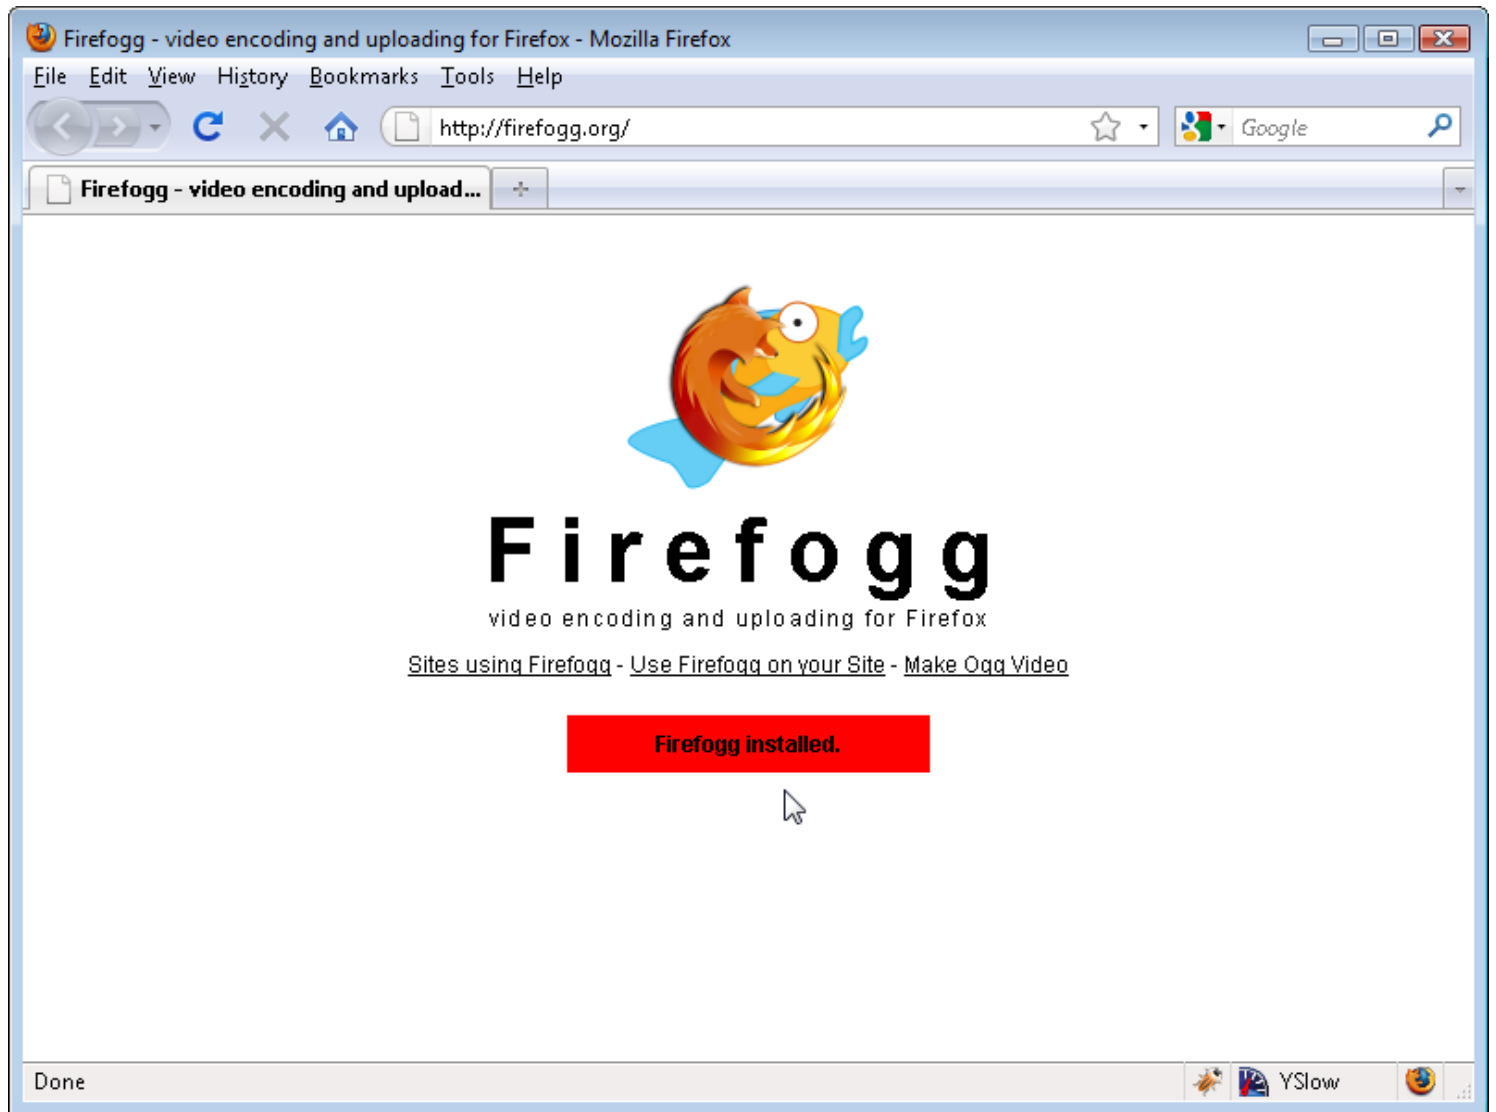 Firefogg - video encoding and uploading for Firefox - Mozilla Firefox
File Edit View History Bookmarks Tools Help
http://firefogg.org/ Google
Firefogg - video encoding and upload...
Firefogg
video encoding and uploading for Firefox
Sites using Firefogg - Use Firefogg on your Site - Make Ogg Video
Firefogg installed.
Done YSlow